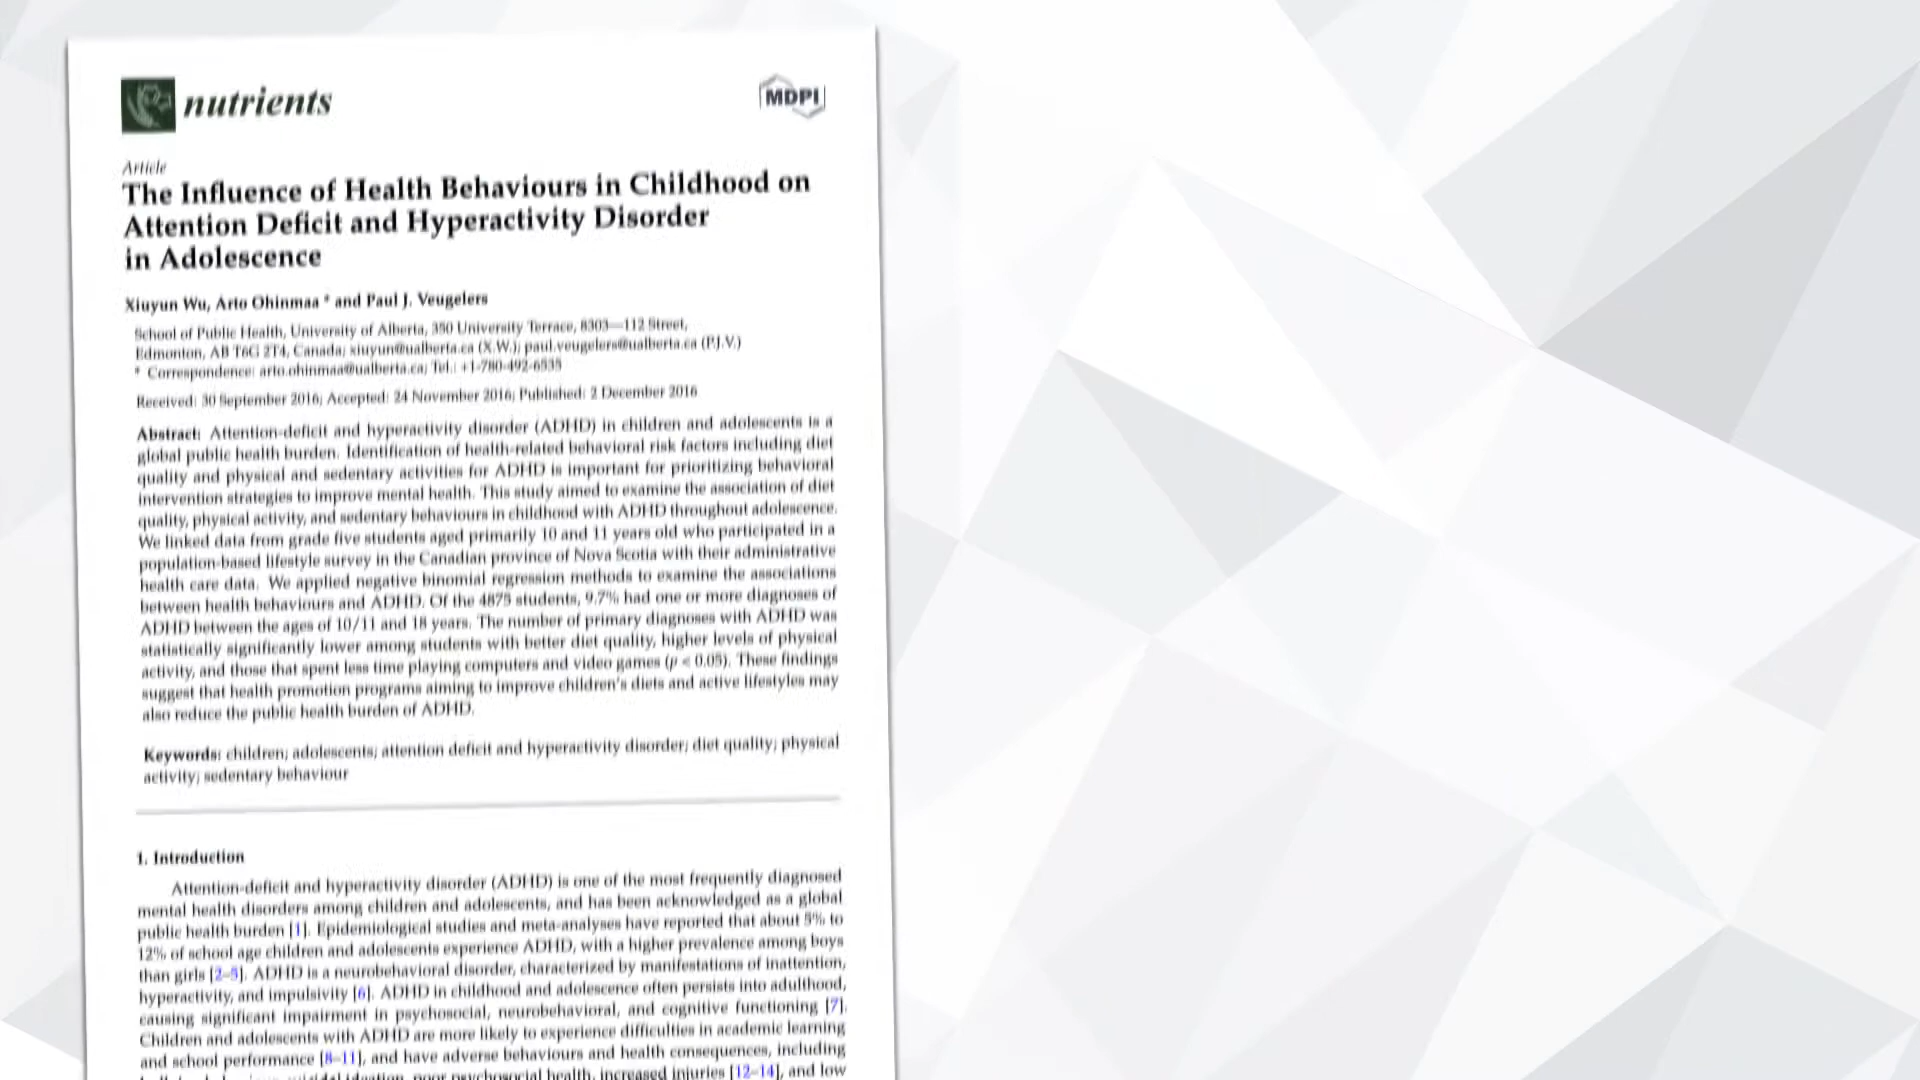 nutrients
MDPI
Article
The Influence of Health Behaviours in Childhood on
Attention Deficit and Hyperactivity Disorder
in Adolescence
Xiuyun Wu, Arto Ohinmaa * and Paul J. Veugelers
School of Public Health, University of Alberta, 350 University Terrace, 8303—112 Street,
Edmonton, AB T6G 2T4, Canada; xiuyun@ualberta.ca (X.W.); paul.veugelers@ualberta.ca (P.J.V.)
* Correspondence: arto.ohinmaa@ualberta.ca; Tel.: +1-780-492-6535
Received: 30 September 2016; Accepted: 24 November 2016; Published: 2 December 2016
Abstract: Attention-deficit and hyperactivity disorder (ADHD) in children and adolescents is a
global public health burden. Identification of health-related behavioral risk factors including diet
quality and physical and sedentary activities for ADHD is important for prioritizing behavioral
intervention strategies to improve mental health. This study aimed to examine the association of diet
quality, physical activity, and sedentary behaviours in childhood with ADHD throughout adolescence.
We linked data from grade five students aged primarily 10 and 11 years old who participated in a
population-based lifestyle survey in the Canadian province of Nova Scotia with their administrative
health care data. We applied negative binomial regression methods to examine the associations
between health behaviours and ADHD. Of the 4875 students, 9.7% had one or more diagnoses of
ADHD between the ages of 10/11 and 18 years. The number of primary diagnoses with ADHD was
statistically significantly lower among students with better diet quality, higher levels of physical
activity, and those that spent less time playing computers and video games (p < 0.05). These findings
suggest that health promotion programs aiming to improve children's diets and active lifestyles may
also reduce the public health burden of ADHD.
Keywords: children; adolescents; attention deficit and hyperactivity disorder; diet quality; physical
activity; sedentary behaviour
1. Introduction
Attention-deficit and hyperactivity disorder (ADHD) is one of the most frequently diagnosed
mental health disorders among children and adolescents, and has been acknowledged as a global
public health burden [1]. Epidemiological studies and meta-analyses have reported that about 5% to
12% of school age children and adolescents experience ADHD, with a higher prevalence among boys
than girls [2–5]. ADHD is a neurobehavioral disorder, characterized by manifestations of inattention,
hyperactivity, and impulsivity [6]. ADHD in childhood and adolescence often persists into adulthood,
causing significant impairment in psychosocial, neurobehavioral, and cognitive functioning [7].
Children and adolescents with ADHD are more likely to experience difficulties in academic learning
and school performance [8–11], and have adverse behaviours and health consequences, including
suicidal ideation, poor psychosocial health, increased injuries [12–14], and low